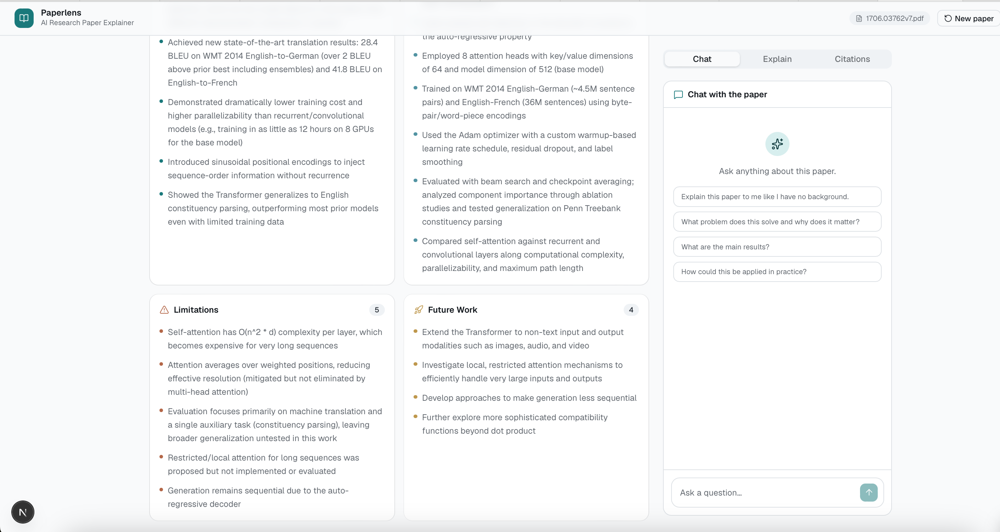 Paperlens
AI Research Paper Explainer
1706.03762v7.pdf
New paper
Achieved new state-of-the-art translation results: 28.4
BLEU on WMT 2014 English-to-German (over 2 BLEU
above prior best including ensembles) and 41.8 BLEU on
English-to-French
Demonstrated dramatically lower training cost and
higher parallelizability than recurrent/convolutional
models (e.g., training in as little as 12 hours on 8 GPUs
for the base model)
Introduced sinusoidal positional encodings to inject
sequence-order information without recurrence
Showed the Transformer generalizes to English
constituency parsing, outperforming most prior models
even with limited training data
the auto-regressive property
Employed 8 attention heads with key/value dimensions
of 64 and model dimension of 512 (base model)
Trained on WMT 2014 English-German (~4.5M sentence
pairs) and English-French (36M sentences) using byte-
pair/word-piece encodings
Used the Adam optimizer with a custom warmup-based
learning rate schedule, residual dropout, and label
smoothing
Evaluated with beam search and checkpoint averaging;
analyzed component importance through ablation
studies and tested generalization on Penn Treebank
constituency parsing
Compared self-attention against recurrent and
convolutional layers along computational complexity,
parallelizability, and maximum path length
Limitations
5
Self-attention has O(n^2 * d) complexity per layer, which
becomes expensive for very long sequences
Attention averages over weighted positions, reducing
effective resolution (mitigated but not eliminated by
multi-head attention)
Evaluation focuses primarily on machine translation and
a single auxiliary task (constituency parsing), leaving
broader generalization untested in this work
Restricted/local attention for long sequences was
proposed but not implemented or evaluated
Generation remains sequential due to the auto-
regressive decoder
Future Work
4
Extend the Transformer to non-text input and output
modalities such as images, audio, and video
Investigate local, restricted attention mechanisms to
efficiently handle very large inputs and outputs
Develop approaches to make generation less sequential
Further explore more sophisticated compatibility
functions beyond dot product
Chat
Explain
Citations
Chat with the paper
Ask anything about this paper.
Explain this paper to me like I have no background.
What problem does this solve and why does it matter?
What are the main results?
How could this be applied in practice?
Ask a question...
N